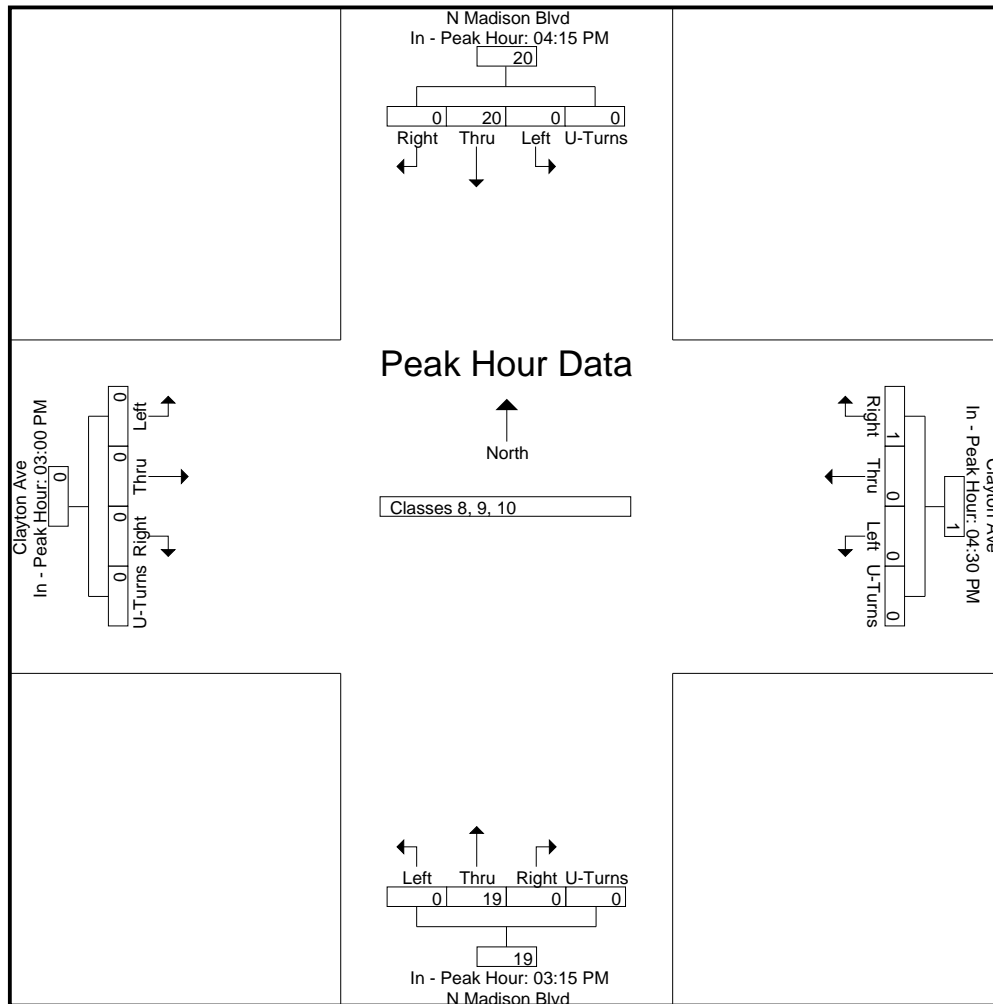 N Madison Blvd
In - Peak Hour: 04:15 PM
20
0 20 0 0
Right Thru Left U-Turns
Peak Hour Data
North
Classes 8, 9, 10
Clayton Ave
In - Peak Hour: 03:00 PM
0
0 0 0 0
Left Thru Right U-Turns
Clayton Ave
In - Peak Hour: 04:30 PM
1
1 0 0 0
Right Thru Left U-Turns
Left Thru Right U-Turns
0 19 0 0
19
In - Peak Hour: 03:15 PM
N Madison Blvd